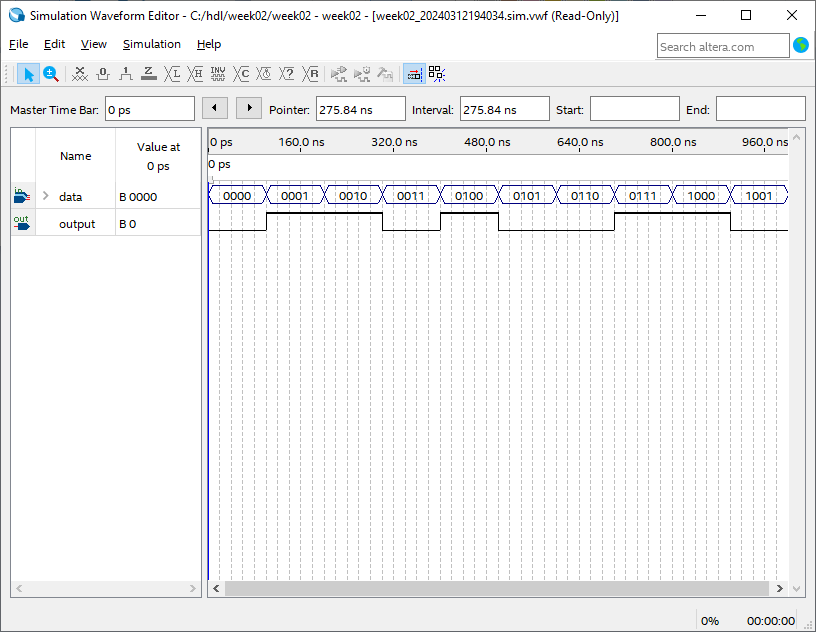 Simulation Waveform Editor - C:/hdl/week02/week02 - week02 - [week02_20240312194034.sim.vwf (Read-Only)]
File Edit View Simulation Help
Search altera.com
Master Time Bar: 0 ps Pointer: 275.84 ns Interval: 275.84 ns Start: End:
Name Value at 0 ps
0 ps 160.0 ns 320.0 ns 480.0 ns 640.0 ns 800.0 ns 960.0 ns
0 ps
in data B 0000 0000 0001 0010 0011 0100 0101 0110 0111 1000 1001
out output B 0
0% 00:00:00